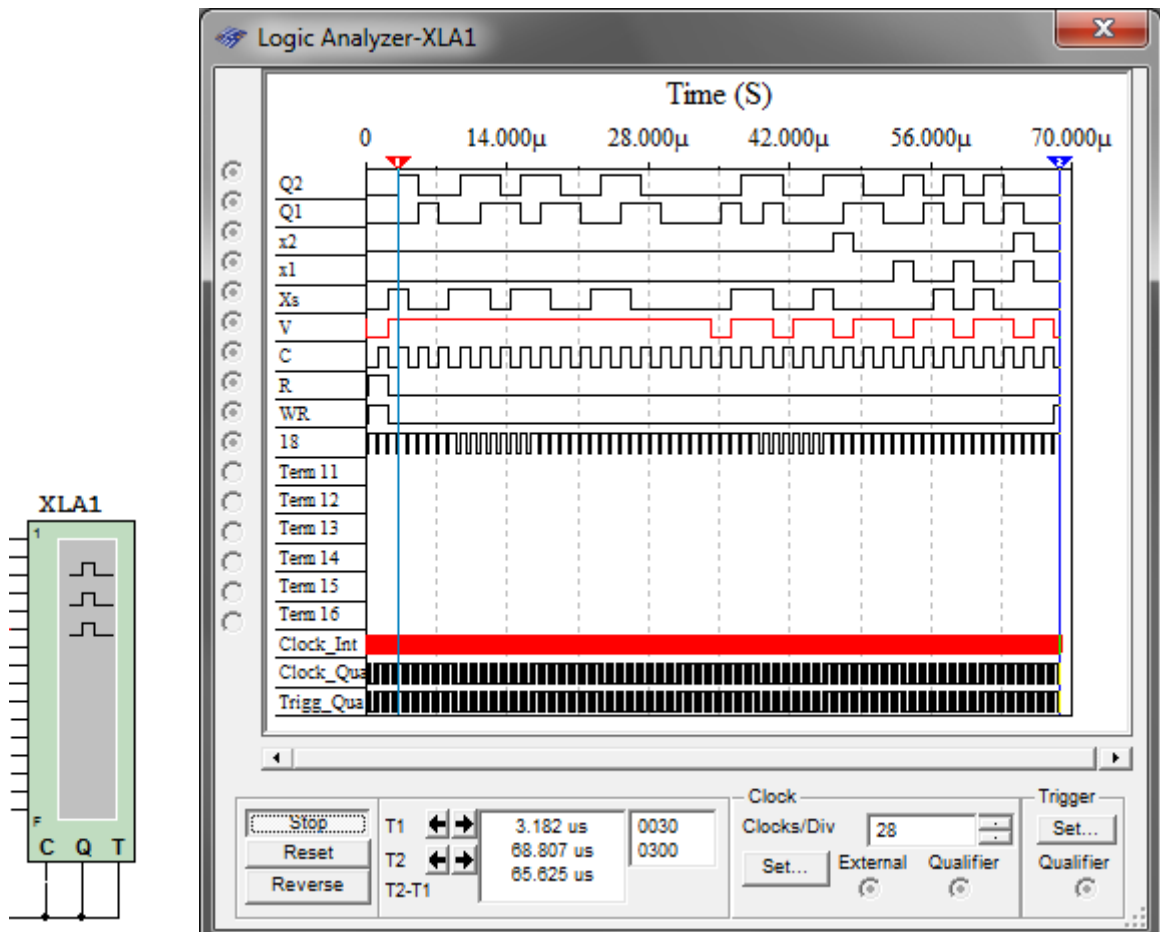 Logic Analyzer-XLA1
x
Time (S)
0 14.000µ 28.000µ 42.000µ 56.000µ 70.000µ
1 2
Q2
Q1
x2
x1
Xs
V
C
R
WR
18
Term 11
Term 12
Term 13
Term 14
Term 15
Term 16
Clock_Int
Clock_Qua
Trigg_Qua
XLA1
1
F
C Q T
Stop
Reset
Reverse
T1 3.182 us 0030
T2 68.807 us 0300
T2-T1 65.625 us
Clock
Clocks/Div 28
Set... External Qualifier
Trigger
Set...
Qualifier